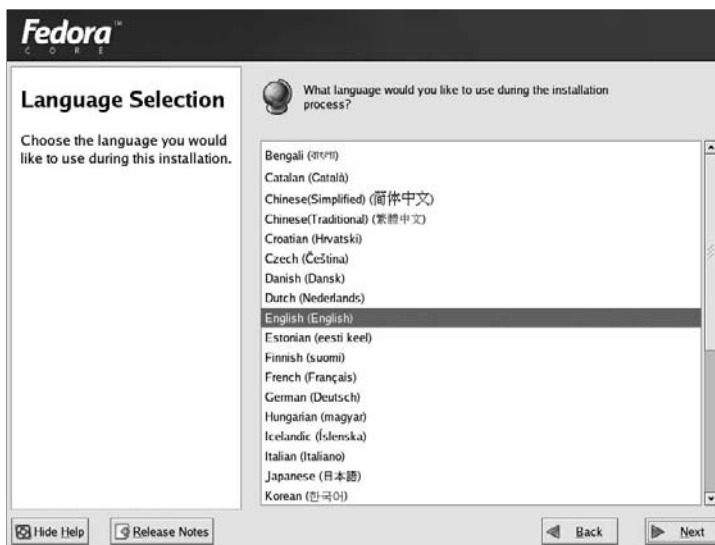 Fedora™
CORE
Language Selection
Choose the language you would
like to use during this installation.
What language would you like to use during the installation
process?
Bengali (বাংলা)
Catalan (Català)
Chinese(Simplified) (简体中文)
Chinese(Traditional) (繁體中文)
Croatian (Hrvatski)
Czech (Čeština)
Danish (Dansk)
Dutch (Nederlands)
English (English)
Estonian (eesti keel)
Finnish (suomi)
French (Français)
German (Deutsch)
Hungarian (magyar)
Icelandic (Íslenska)
Italian (Italiano)
Japanese (日本語)
Korean (한국어)
Hide Help
Release Notes
Back
Next